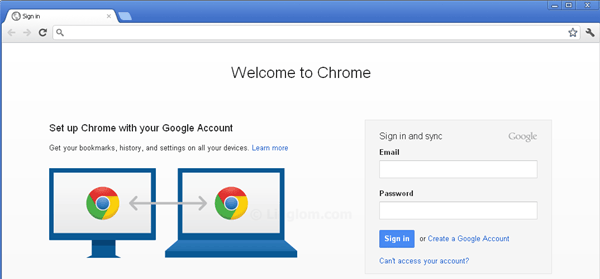 Sign in
Welcome to Chrome
Set up Chrome with your Google Account
Get your bookmarks, history, and settings on all your devices. Learn more
© Linglom.com
Sign in and sync
Google
Email
Password
Sign in or Create a Google Account
Can't access your account?